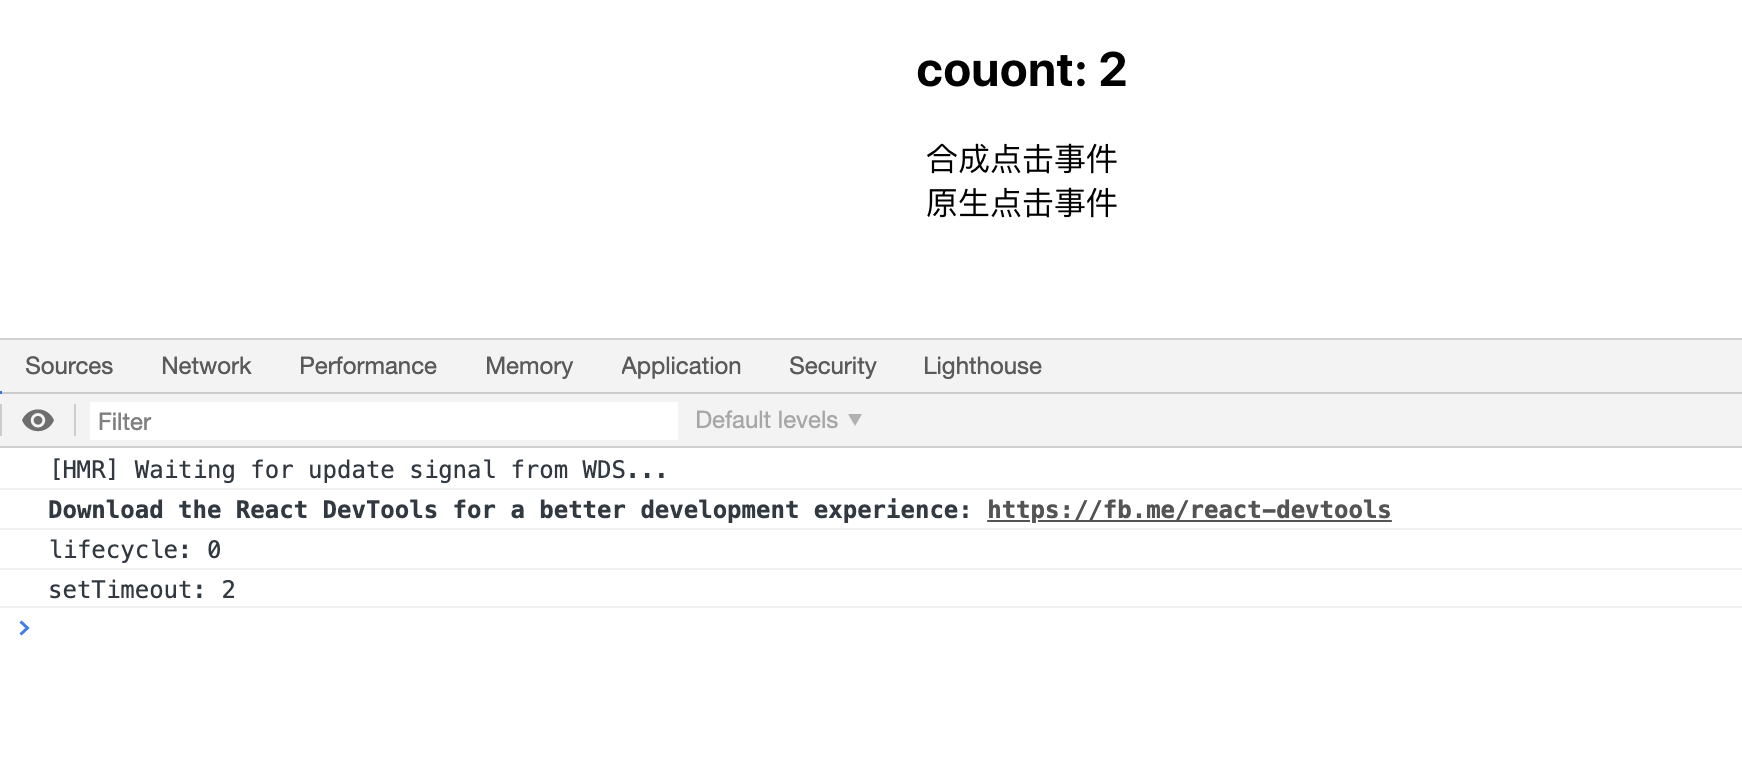 couont: 2
合成点击事件
原生点击事件
Sources Network Performance Memory Application Security Lighthouse
Filter Default levels ▼
[HMR] Waiting for update signal from WDS...
Download the React DevTools for a better development experience: https://fb.me/react-devtools
lifecycle: 0
setTimeout: 2
>